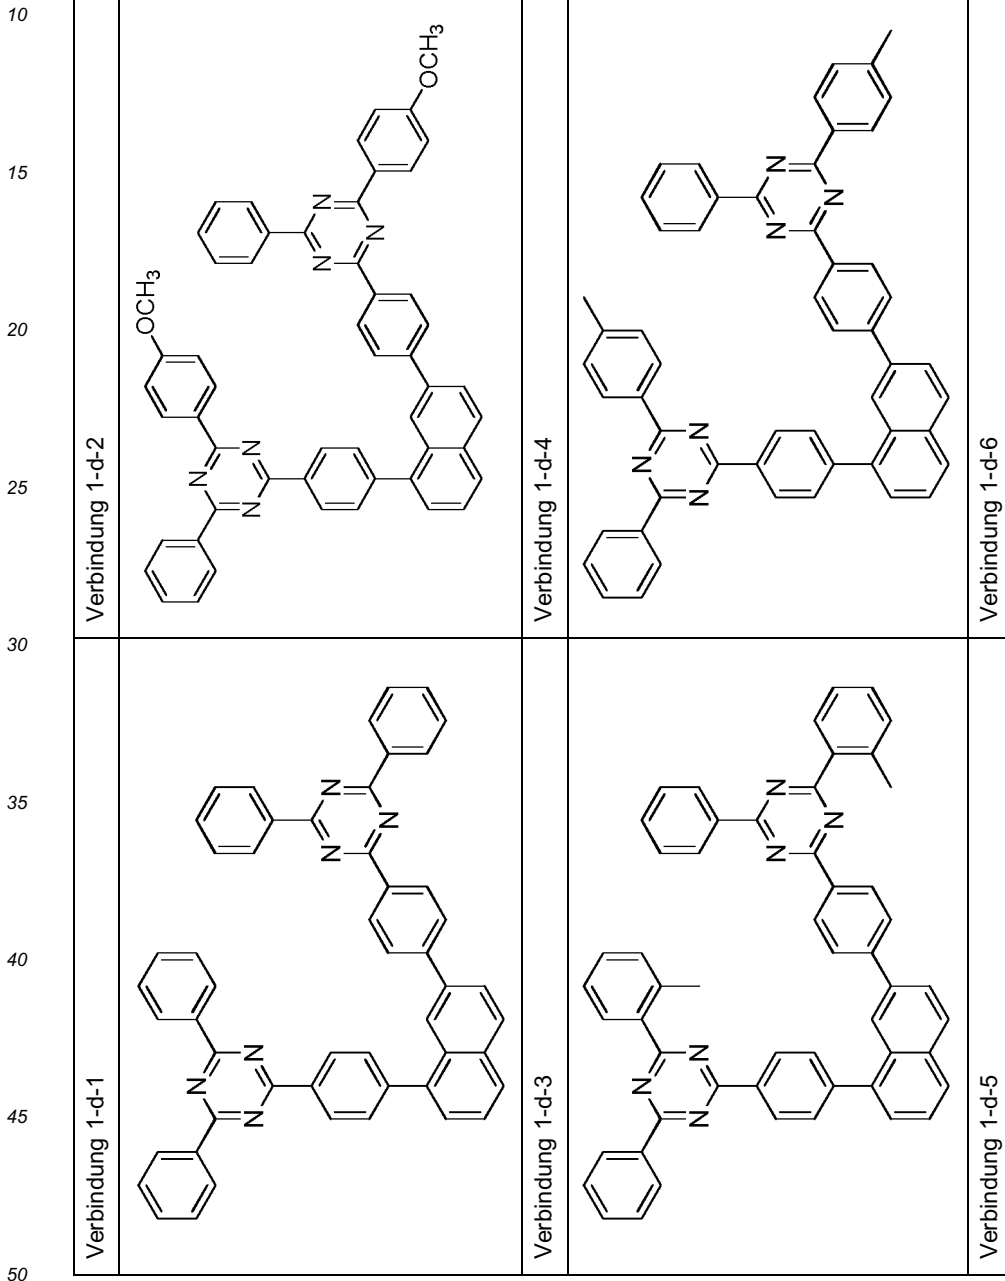 10
15
20
25
30
35
40
45
50
Verbindung 1-d-1
Verbindung 1-d-2
N
N
N
N
N
N
OCH₃
OCH₃
N
N
N
N
N
N
Verbindung 1-d-3
Verbindung 1-d-4
N
N
N
N
N
N
N
N
N
N
N
N
Verbindung 1-d-5
Verbindung 1-d-6